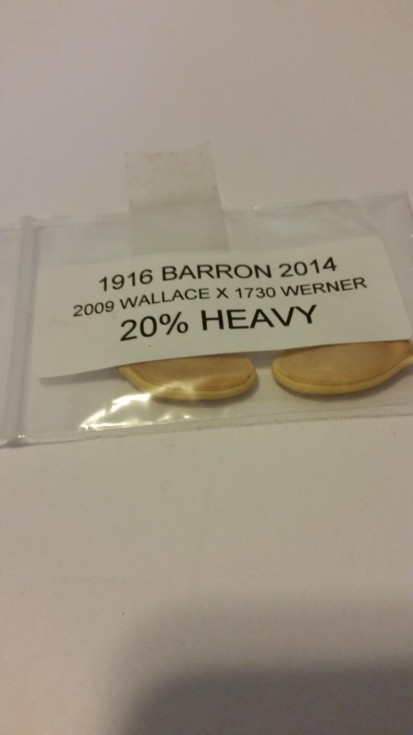 1916 BARRON 2014
2009 WALLACE X 1730 WERNER
20% HEAVY